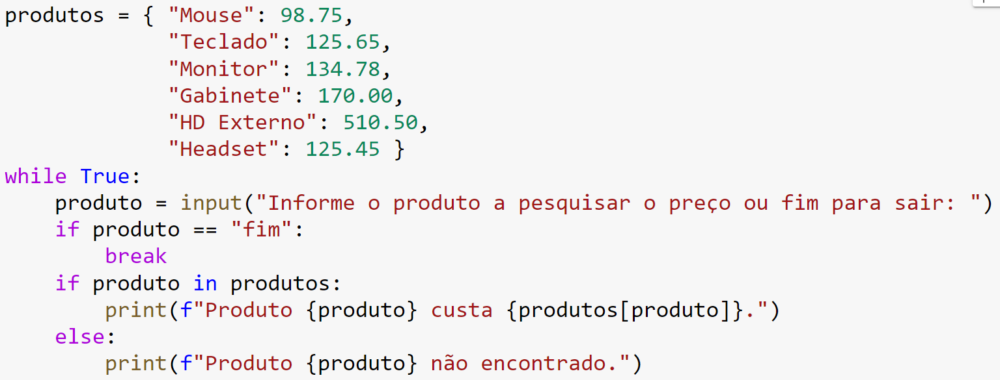 produtos = { "Mouse": 98.75,
             "Teclado": 125.65,
             "Monitor": 134.78,
             "Gabinete": 170.00,
             "HD Externo": 510.50,
             "Headset": 125.45 }
while True:
    produto = input("Informe o produto a pesquisar o preço ou fim para sair: ")
    if produto == "fim":
        break
    if produto in produtos:
        print(f"Produto {produto} custa {produtos[produto]}.")
    else:
        print(f"Produto {produto} não encontrado.")